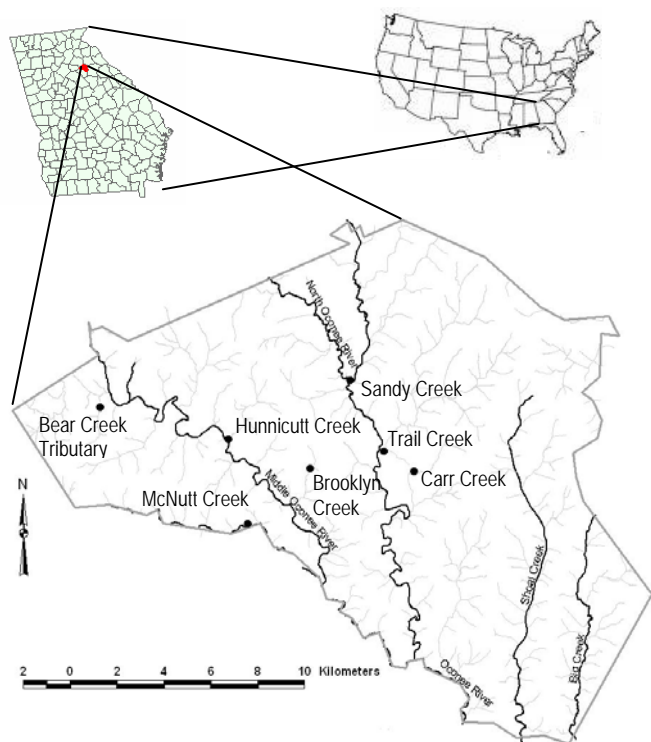 North Oconee River
Sandy Creek
Bear Creek
Tributary
Hunnicutt Creek
Trail Creek
Brooklyn
Creek
Carr Creek
McNutt Creek
Middle Oconee River
N
Shoal Creek
Big Creek
Oconee River
2 0 2 4 6 8 10 Kilometers